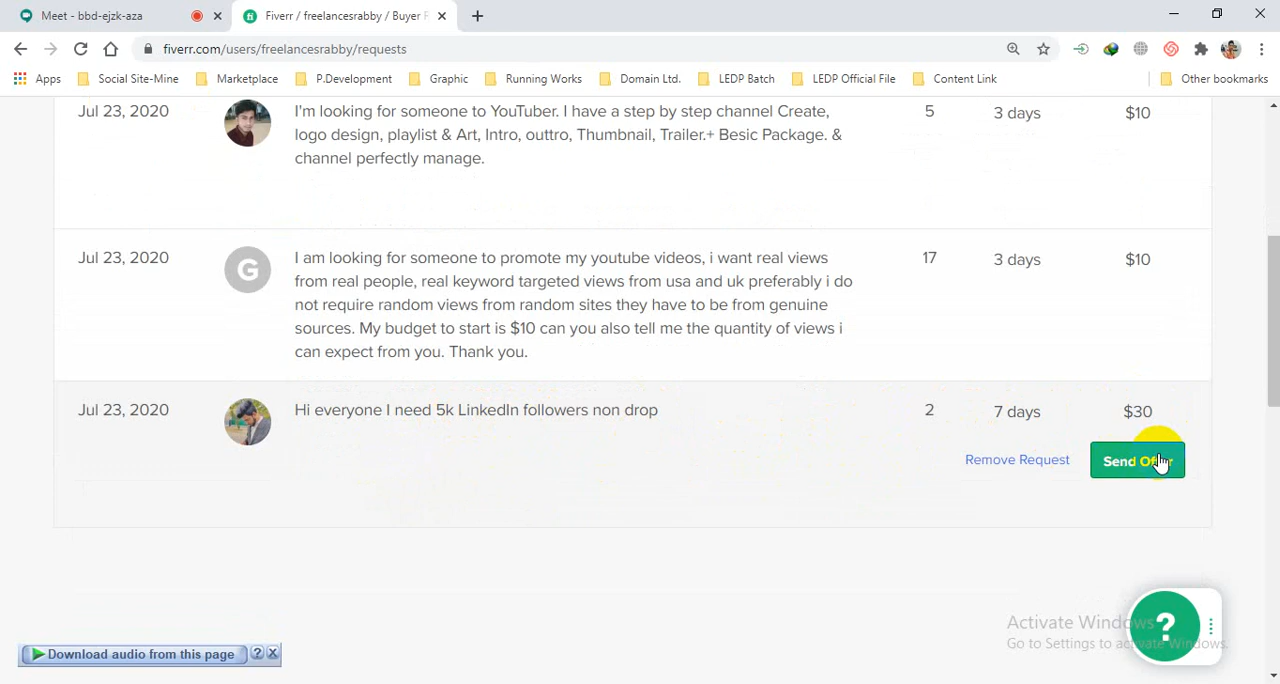 Meet - bbd-ejzk-aza
Fiverr / freelancesrabby / Buyer R
fiverr.com/users/freelancesrabby/requests
Apps Social Site-Mine Marketplace P.Development Graphic Running Works Domain Ltd. LEDP Batch LEDP Official File Content Link Other bookmarks
Jul 23, 2020 I'm looking for someone to YouTuber. I have a step by step channel Create, 5 3 days $10
logo design, playlist & Art, Intro, outtro, Thumbnail, Trailer.+ Besic Package. &
channel perfectly manage.
Jul 23, 2020 G I am looking for someone to promote my youtube videos, i want real views 17 3 days $10
from real people, real keyword targeted views from usa and uk preferably i do
not require random views from random sites they have to be from genuine
sources. My budget to start is $10 can you also tell me the quantity of views i
can expect from you. Thank you.
Jul 23, 2020 Hi everyone I need 5k LinkedIn followers non drop 2 7 days $30
Remove Request Send Offer
Activate Windows
Go to Settings to activate Windows.
?
Download audio from this page ? X